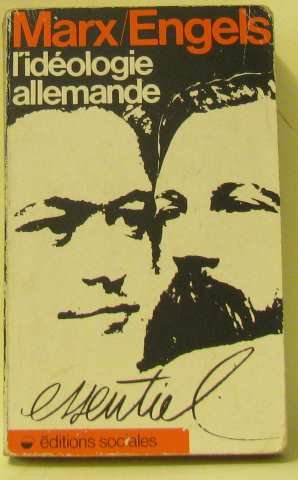 Marx/Engels
l'idéologie
allemande
essentiel
éditions sociales